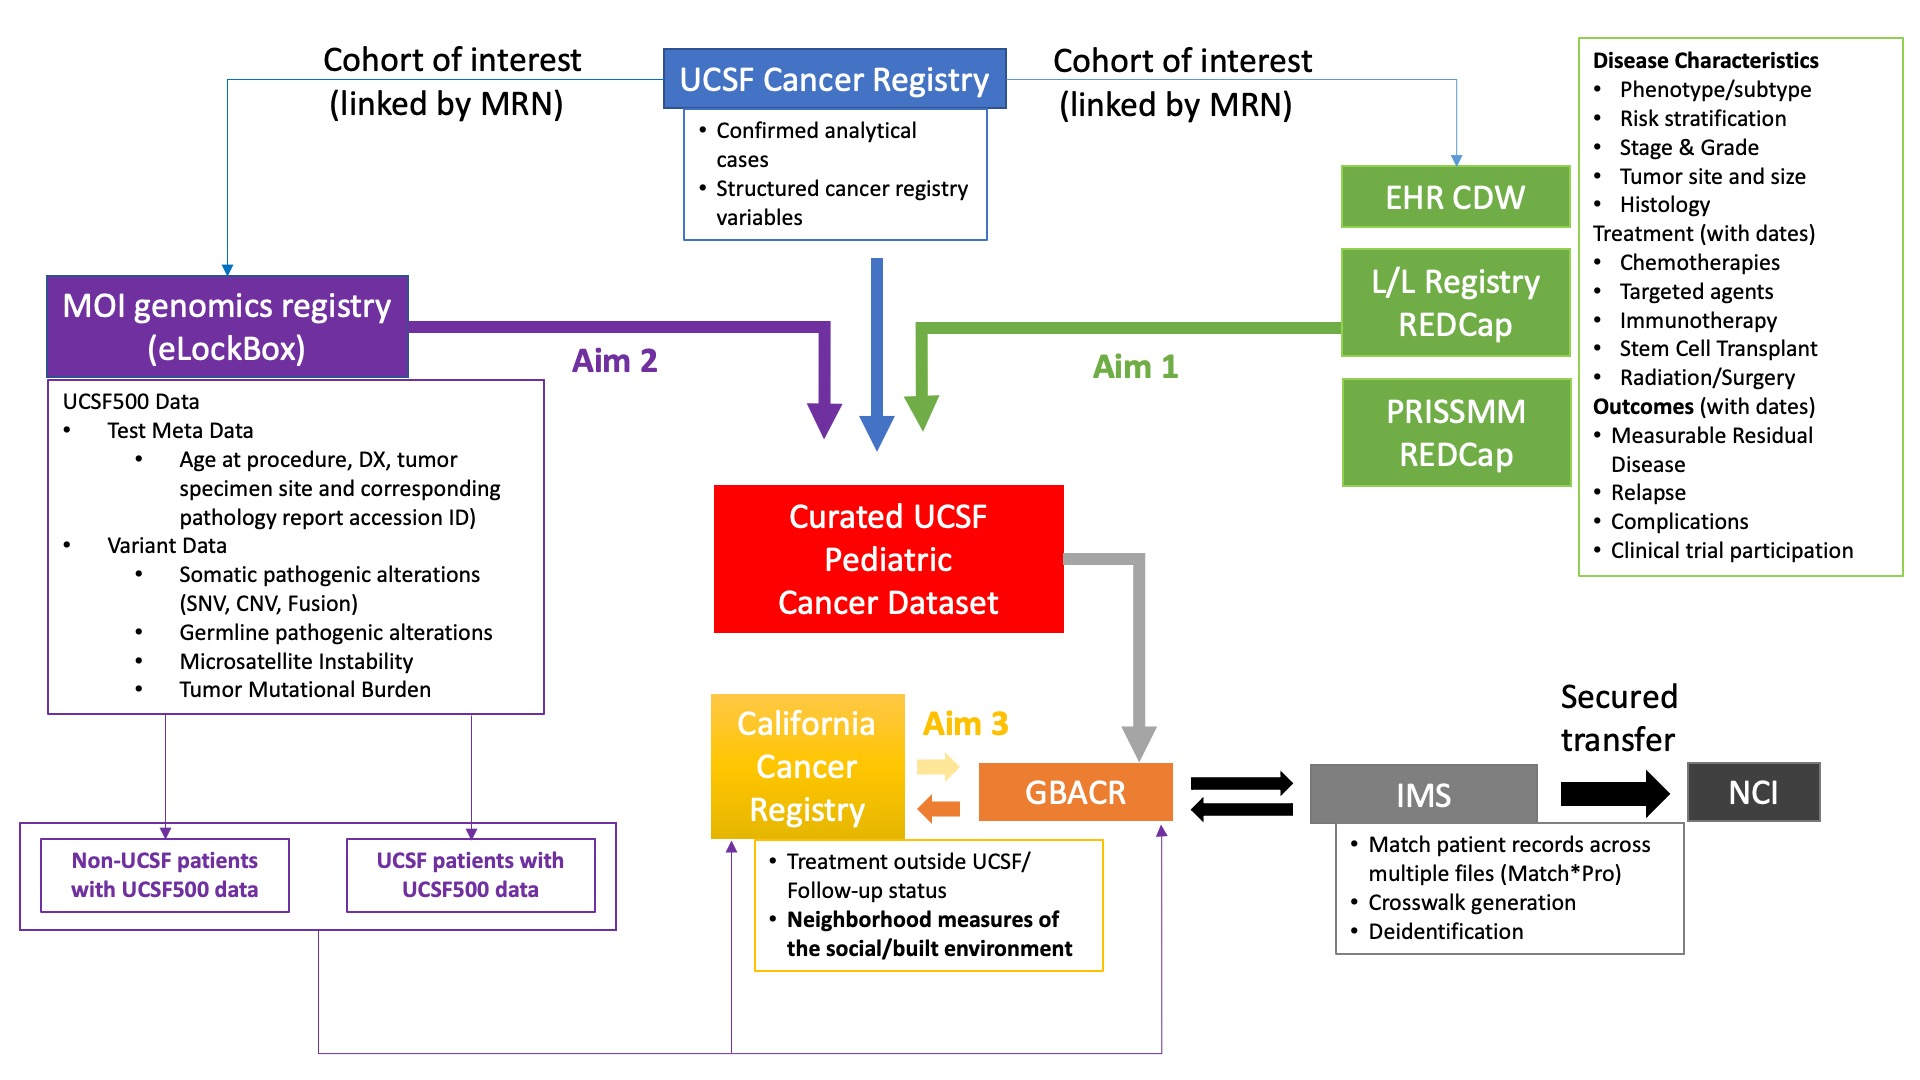 Cohort of interest
(linked by MRN)
UCSF Cancer Registry
• Confirmed analytical
cases
• Structured cancer registry
variables
Cohort of interest
(linked by MRN)
EHR CDW
L/L Registry
REDCap
PRISSMM
REDCap
Disease Characteristics
• Phenotype/subtype
• Risk stratification
• Stage & Grade
• Tumor site and size
• Histology
Treatment (with dates)
• Chemotherapies
• Targeted agents
• Immunotherapy
• Stem Cell Transplant
• Radiation/Surgery
Outcomes (with dates)
• Measurable Residual
Disease
• Relapse
• Complications
• Clinical trial participation
MOI genomics registry
(eLockBox)
Aim 2
Aim 1
UCSF500 Data
• Test Meta Data
• Age at procedure, DX, tumor
specimen site and corresponding
pathology report accession ID)
• Variant Data
• Somatic pathogenic alterations
(SNV, CNV, Fusion)
• Germline pathogenic alterations
• Microsatellite Instability
• Tumor Mutational Burden
Curated UCSF
Pediatric
Cancer Dataset
Non-UCSF patients
with UCSF500 data
UCSF patients with
UCSF500 data
California
Cancer
Registry
Aim 3
GBACR
• Treatment outside UCSF/
Follow-up status
• Neighborhood measures of
the social/built environment
IMS
• Match patient records across
multiple files (Match*Pro)
• Crosswalk generation
• Deidentification
Secured
transfer
NCI